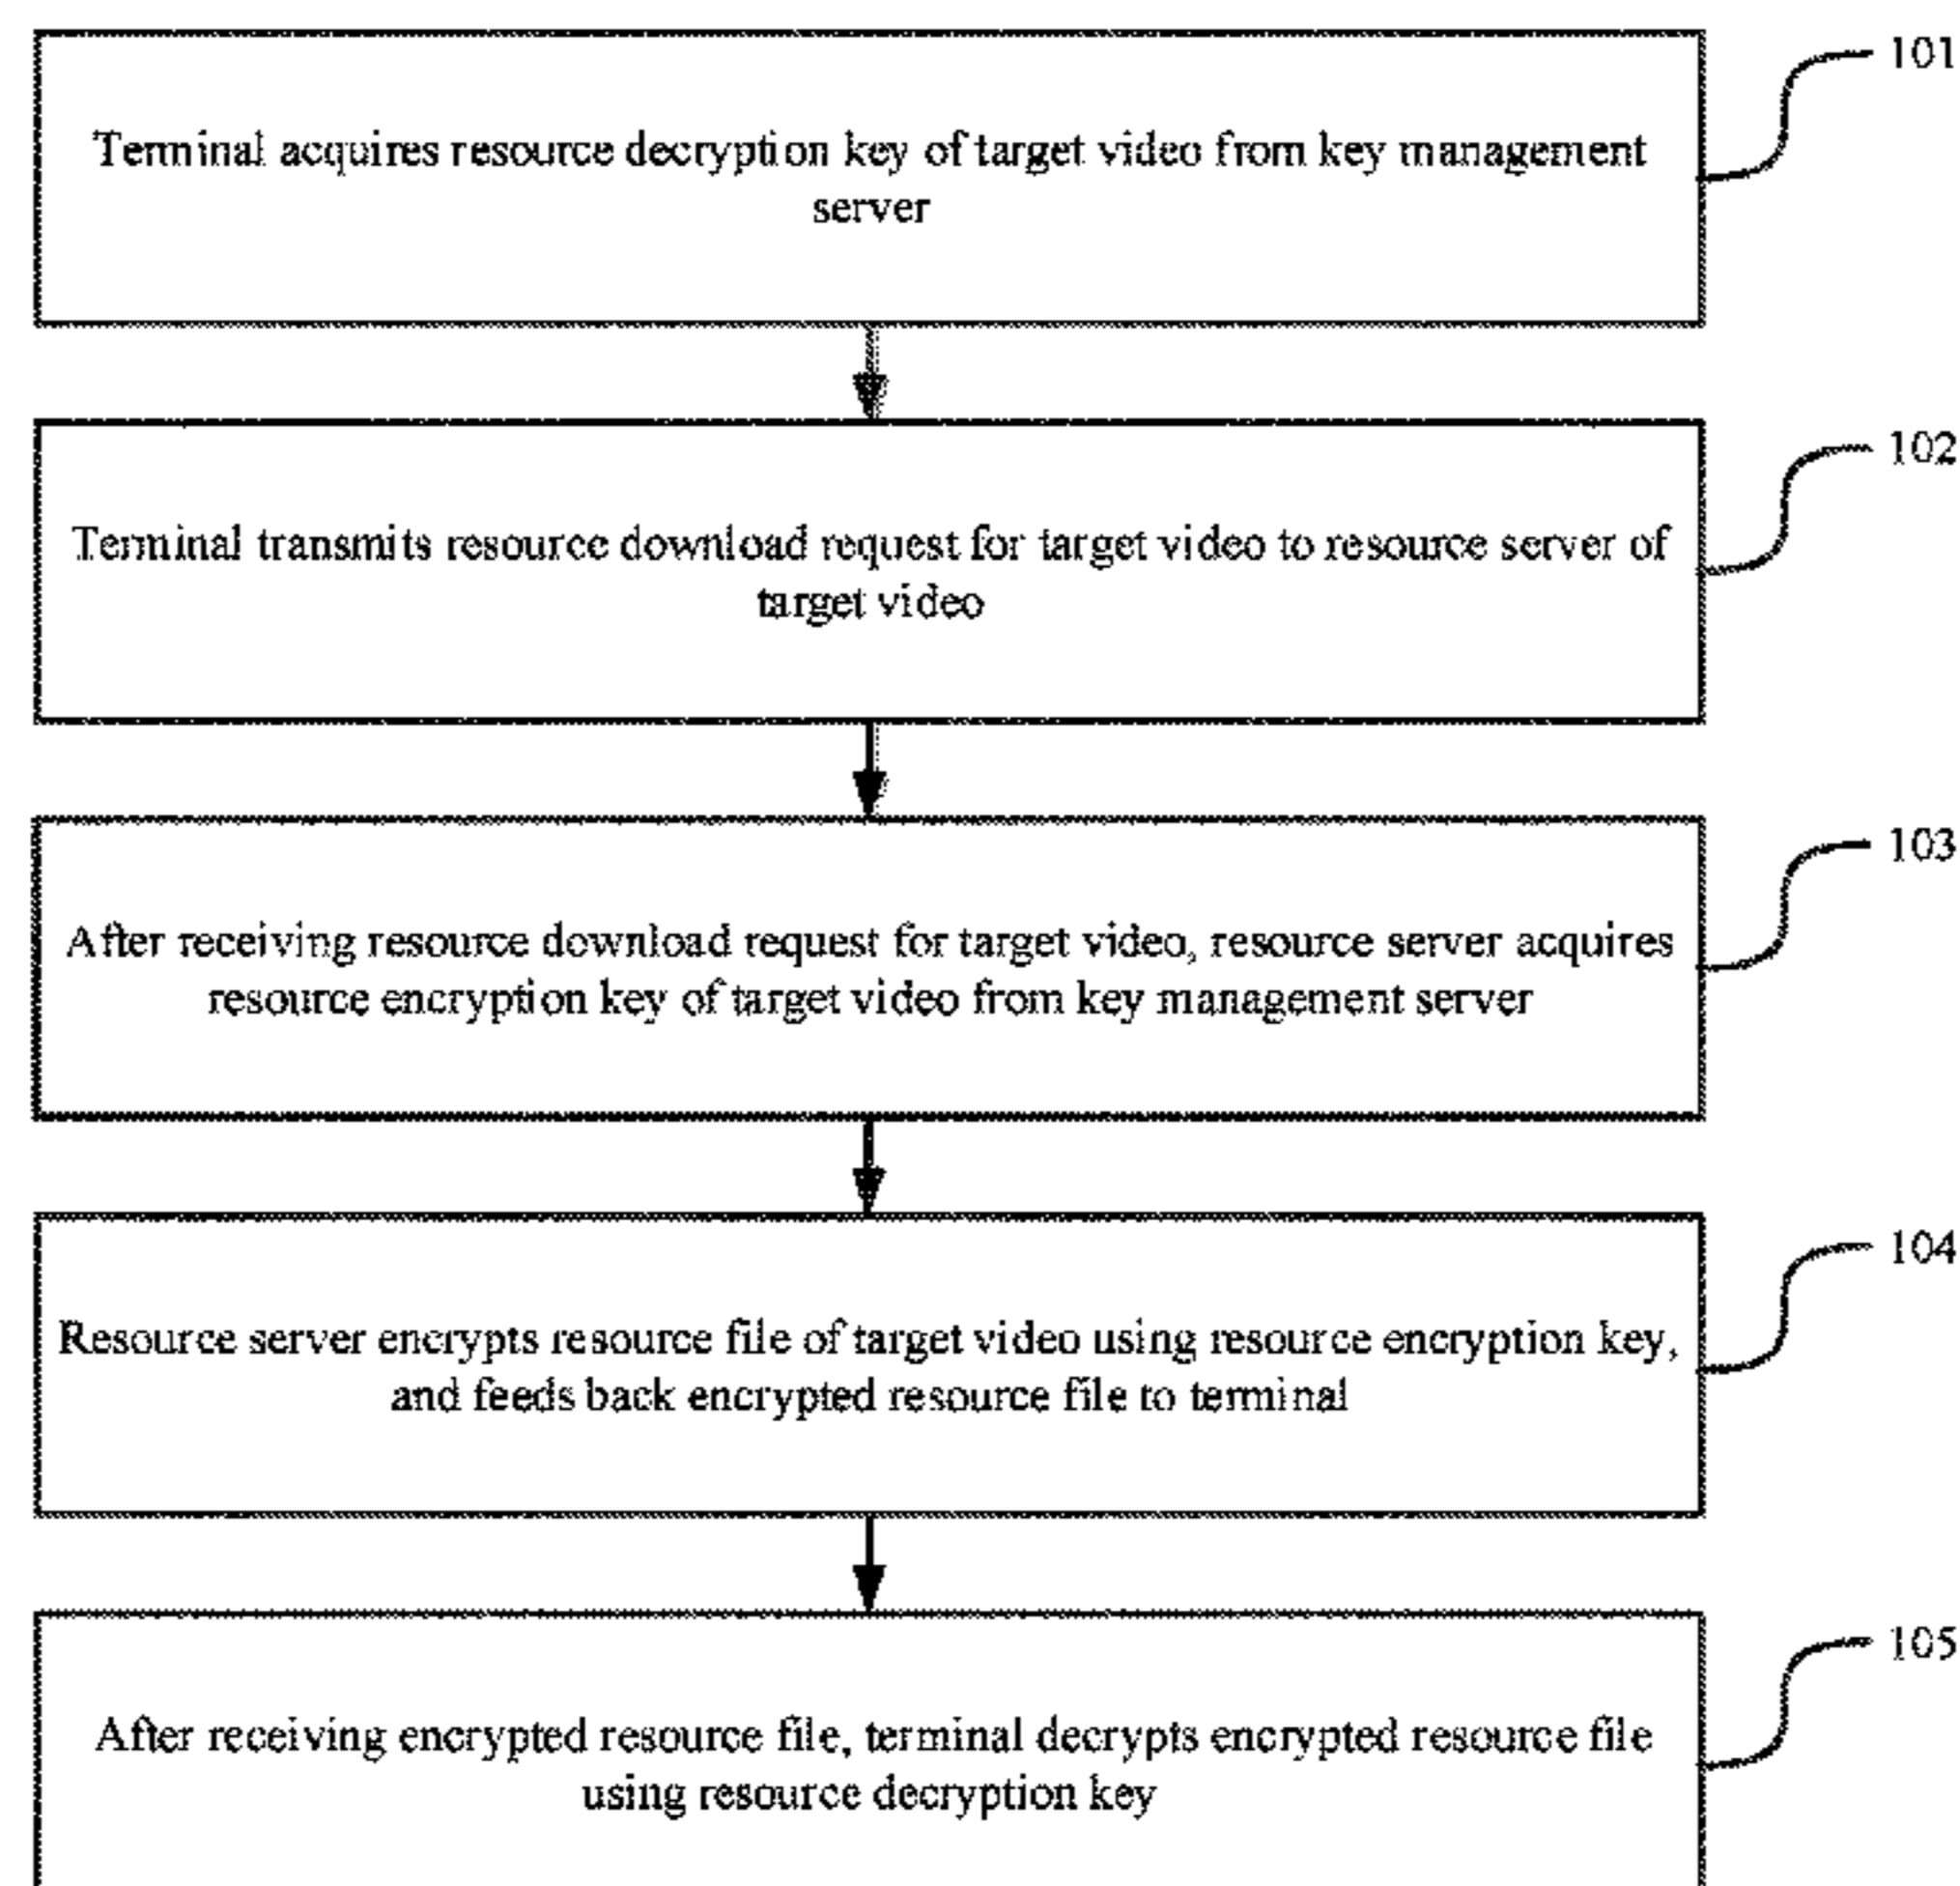 101
Terminal acquires resource decryption key of target video from key management
server
102
Terminal transmits resource download request for target video to resource server of
target video
103
After receiving resource download request for target video, resource server acquires
resource encryption key of target video from key management server
104
Resource server encrypts resource file of target video using resource encryption key,
and feeds back encrypted resource file to terminal
105
After receiving encrypted resource file, terminal decrypts encrypted resource file
using resource decryption key